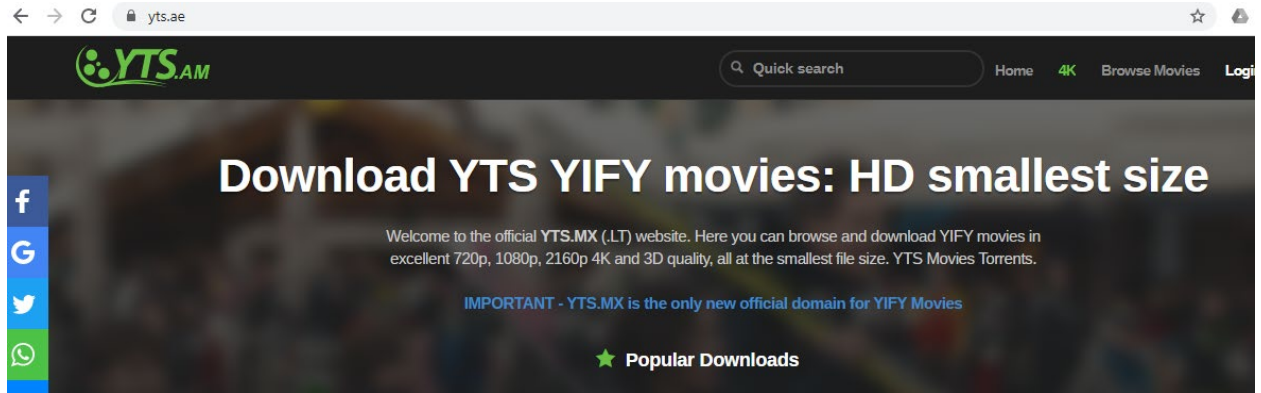 yts.ae
YTS.AM
Quick search
Home 4K Browse Movies Login
Download YTS YIFY movies: HD smallest size
Welcome to the official YTS.MX (.LT) website. Here you can browse and download YIFY movies in
excellent 720p, 1080p, 2160p 4K and 3D quality, all at the smallest file size. YTS Movies Torrents.
IMPORTANT - YTS.MX is the only new official domain for YIFY Movies
Popular Downloads